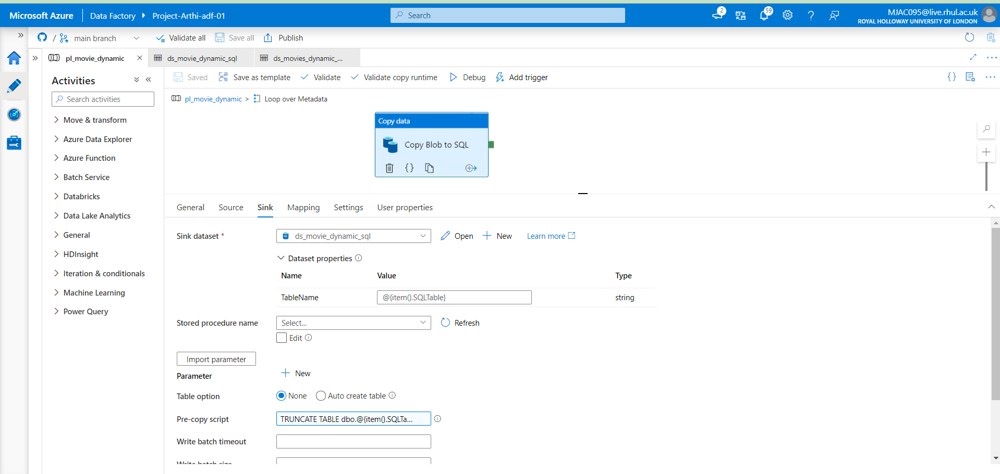 Microsoft Azure
Data Factory
Project-Arthi-adf-01
Search
2
59
MJAC095@live.rhul.ac.uk
ROYAL HOLLOWAY UNIVERSITY OF LONDON
/ main branch
Validate all
Save all
Publish
pl_movie_dynamic
ds_movie_dynamic_sql
ds_movies_dynamic_...
Activities
Search activities
Move & transform
Azure Data Explorer
Azure Function
Batch Service
Databricks
Data Lake Analytics
General
HDInsight
Iteration & conditionals
Machine Learning
Power Query
Saved
Save as template
Validate
Validate copy runtime
Debug
Add trigger
pl_movie_dynamic > Loop over Metadata
Copy data
Copy Blob to SQL
General
Source
Sink
Mapping
Settings
User properties
Sink dataset *
ds_movie_dynamic_sql
Open
New
Learn more
Dataset properties
Name
Value
Type
TableName
@{item().SQLTable}
string
Stored procedure name
Select...
Refresh
Edit
Import parameter
Parameter
New
Table option
None
Auto create table
Pre-copy script
TRUNCATE TABLE dbo.@{item().SQLTa...
Write batch timeout
Write batch size